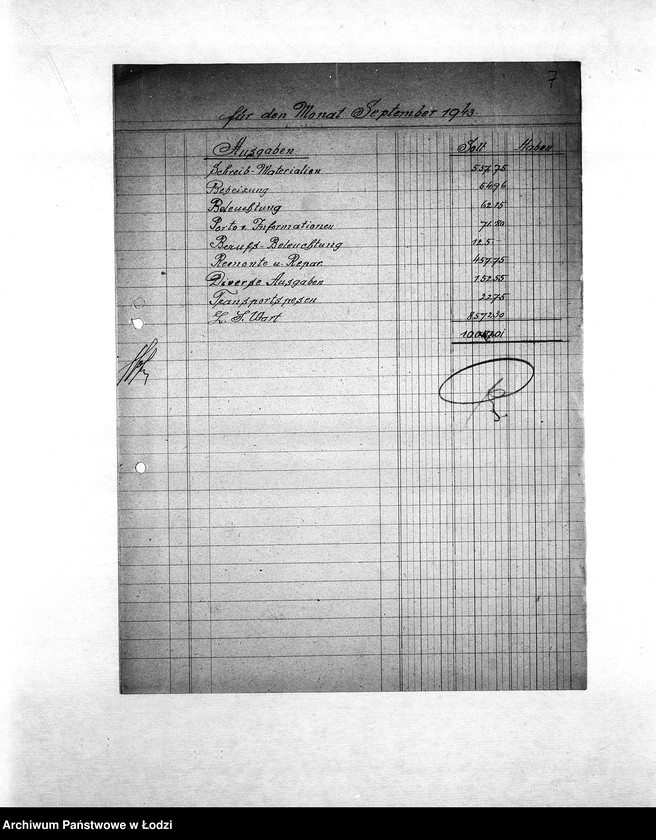 7
für den Monat September 1943.
Ausgaben Soll Haben
Schreib-Materialien 557.75
Beheizung 56.96
Beleuchtung 62.15
Porto u. Informationen 71.80
Berufs-Beleuchtung 12.5-
Remonte u. Repar. 457.75
Diverse Ausgaben 152.55
Transportspesen 22.75
L. S. Wart 8572.30
Archiwum Państwowe w Łodzi